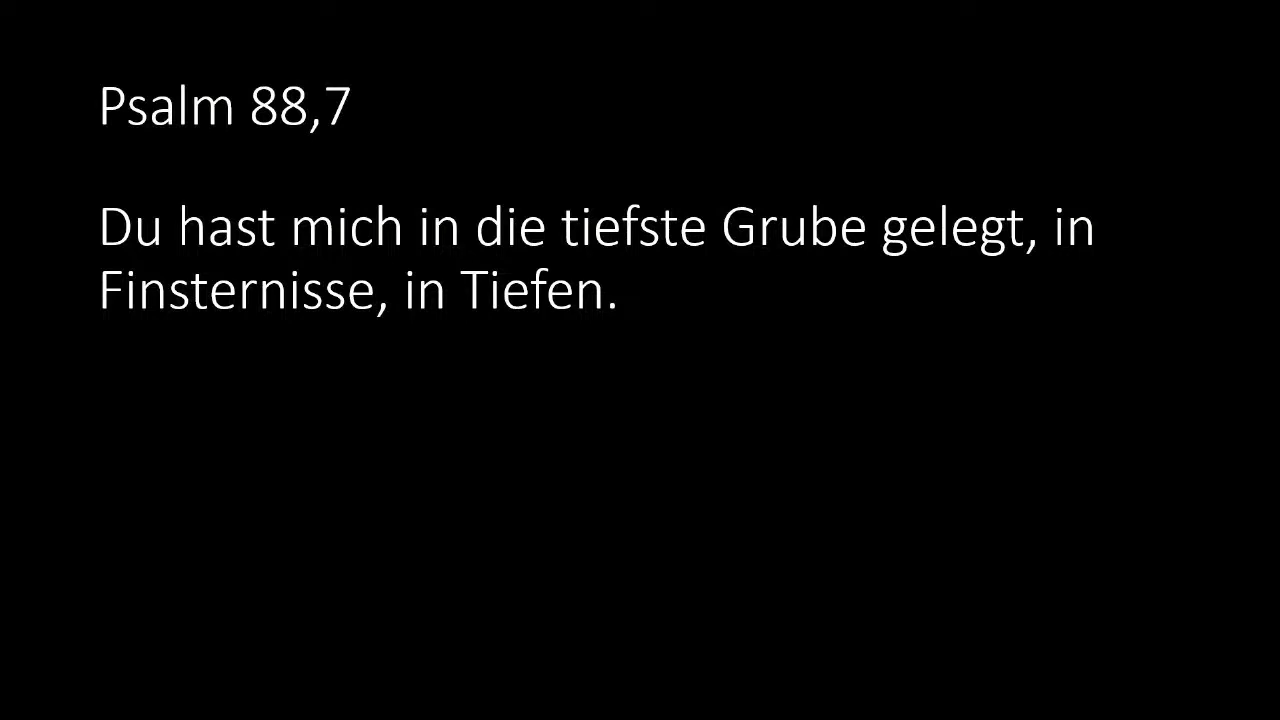 Psalm 88,7
Du hast mich in die tiefste Grube gelegt, in
Finsternisse, in Tiefen.